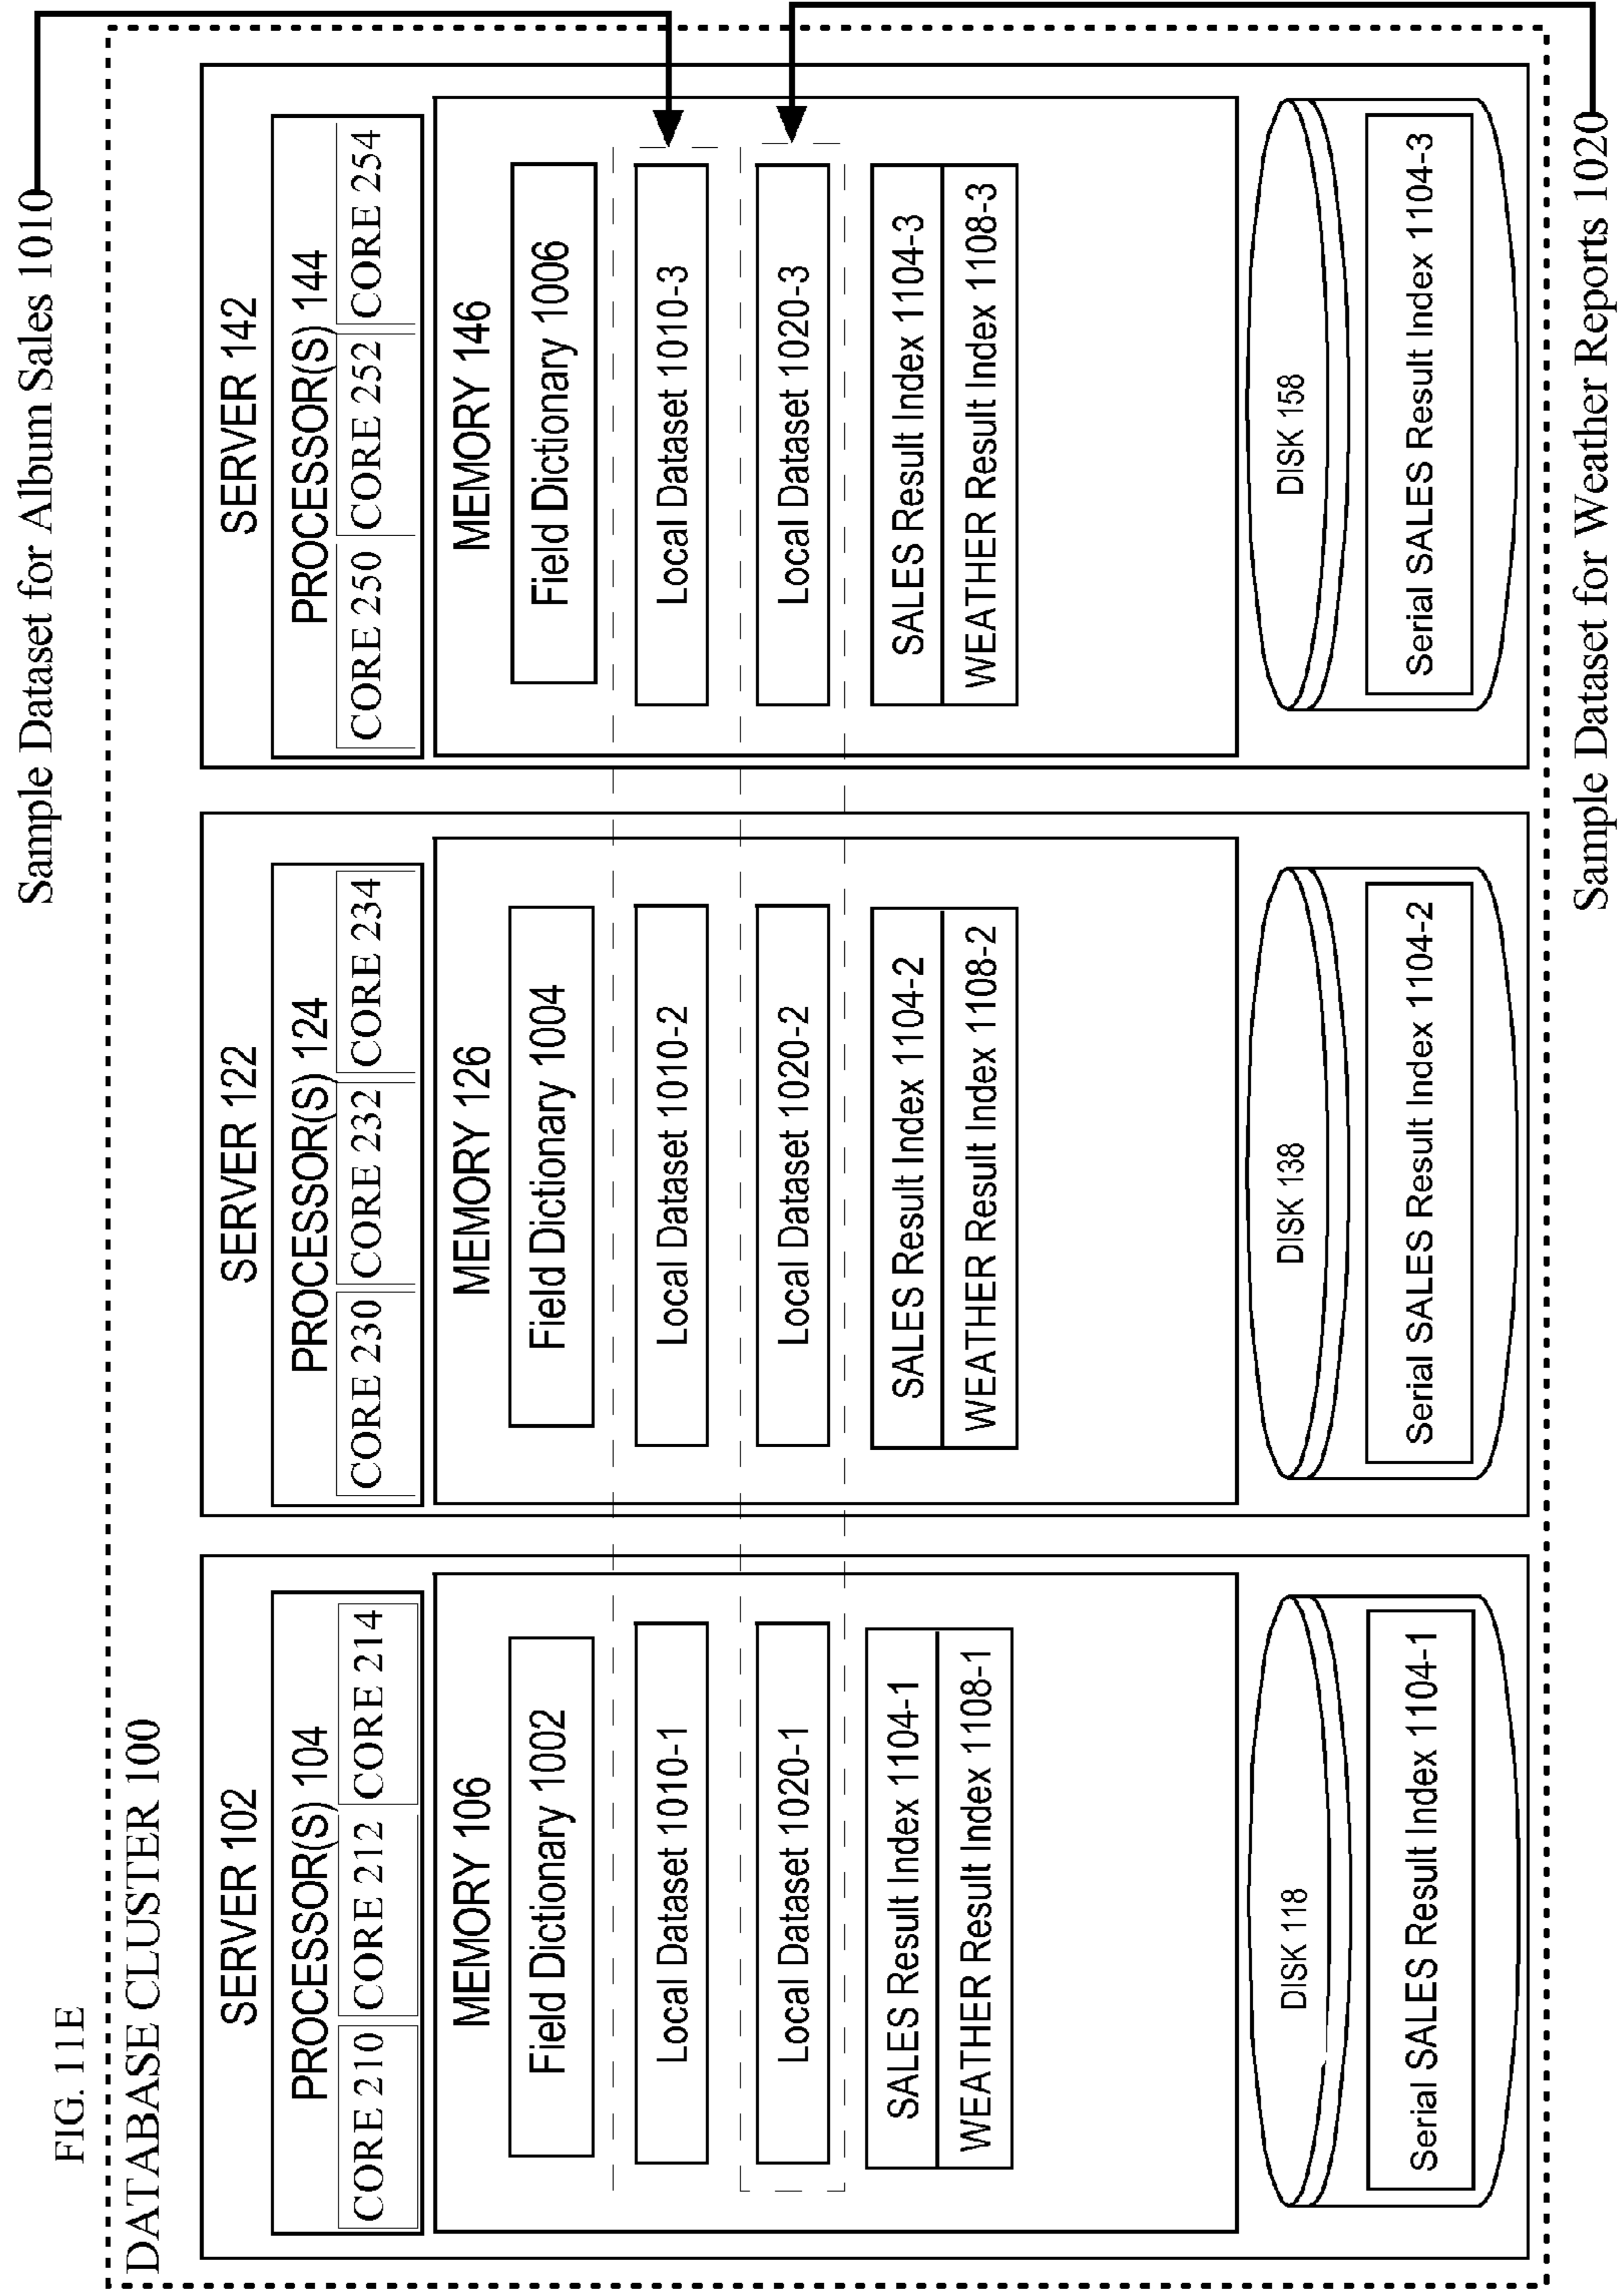 FIG. 11E
Sample Dataset for Album Sales 1010
DATABASE CLUSTER 100
SERVER 102
PROCESSOR(S) 104
CORE 210
CORE 212
CORE 214
MEMORY 106
Field Dictionary 1002
Local Dataset 1010-1
Local Dataset 1020-1
SALES Result Index 1104-1
WEATHER Result Index 1108-1
DISK 118
Serial SALES Result Index 1104-1
SERVER 122
PROCESSOR(S) 124
CORE 230
CORE 232
CORE 234
MEMORY 126
Field Dictionary 1004
Local Dataset 1010-2
Local Dataset 1020-2
SALES Result Index 1104-2
WEATHER Result Index 1108-2
DISK 138
Serial SALES Result Index 1104-2
SERVER 142
PROCESSOR(S) 144
CORE 250
CORE 252
CORE 254
MEMORY 146
Field Dictionary 1006
Local Dataset 1010-3
Local Dataset 1020-3
SALES Result Index 1104-3
WEATHER Result Index 1108-3
DISK 158
Serial SALES Result Index 1104-3
Sample Dataset for Weather Reports 1020